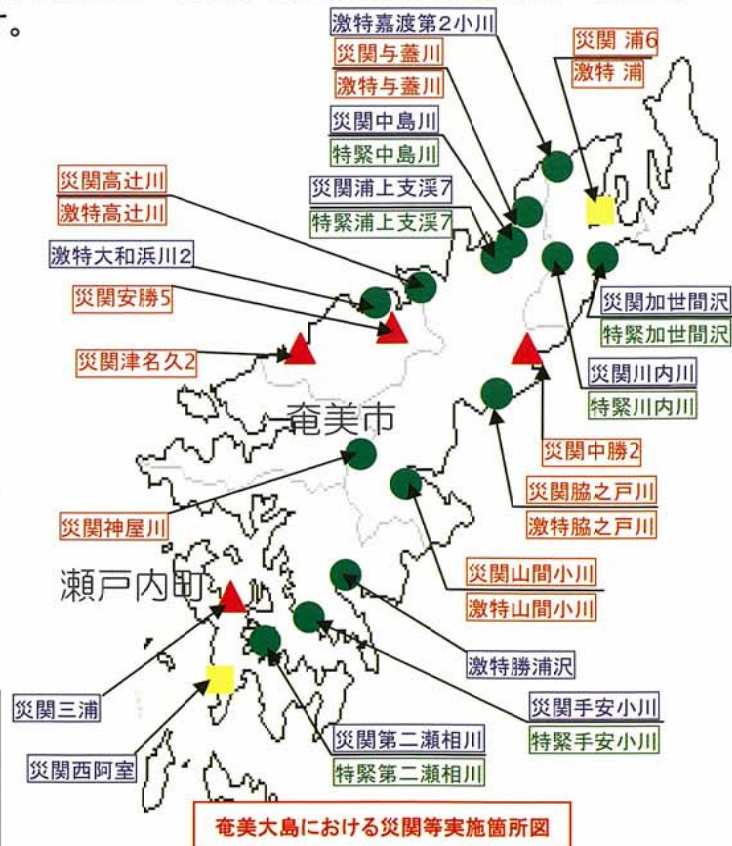 す。
激特嘉渡第2小川
災関与蓋川
激特与蓋川
災関中島川
特緊中島川
災関浦上支渓7
特緊浦上支渓7
災関 浦6
激特 浦
災関高辻川
激特高辻川
激特大和浜川2
災関安勝5
災関津名久2
災関加世間沢
特緊加世間沢
災関川内川
特緊川内川
奄美市
災関中勝2
災関脇之戸川
激特脇之戸川
災関神屋川
災関山間小川
激特山間小川
瀬戸内町
激特勝浦沢
災関三浦
災関手安小川
特緊手安小川
災関西阿室
災関第二瀬相川
特緊第二瀬相川
奄美大島における災関等実施箇所図